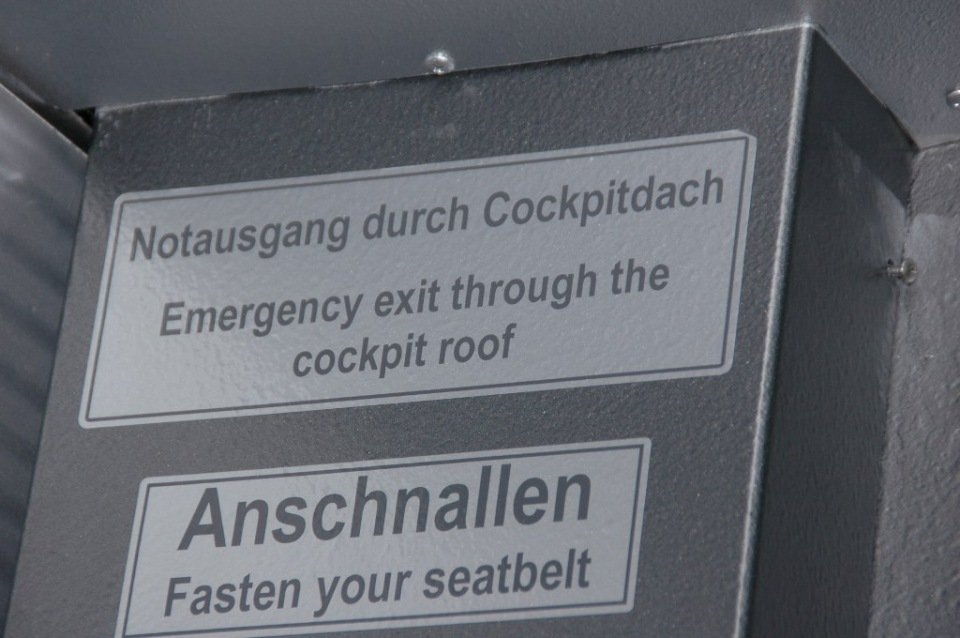 Notausgang durch Cockpitdach
Emergency exit through the
cockpit roof
Anschnallen
Fasten your seatbelt